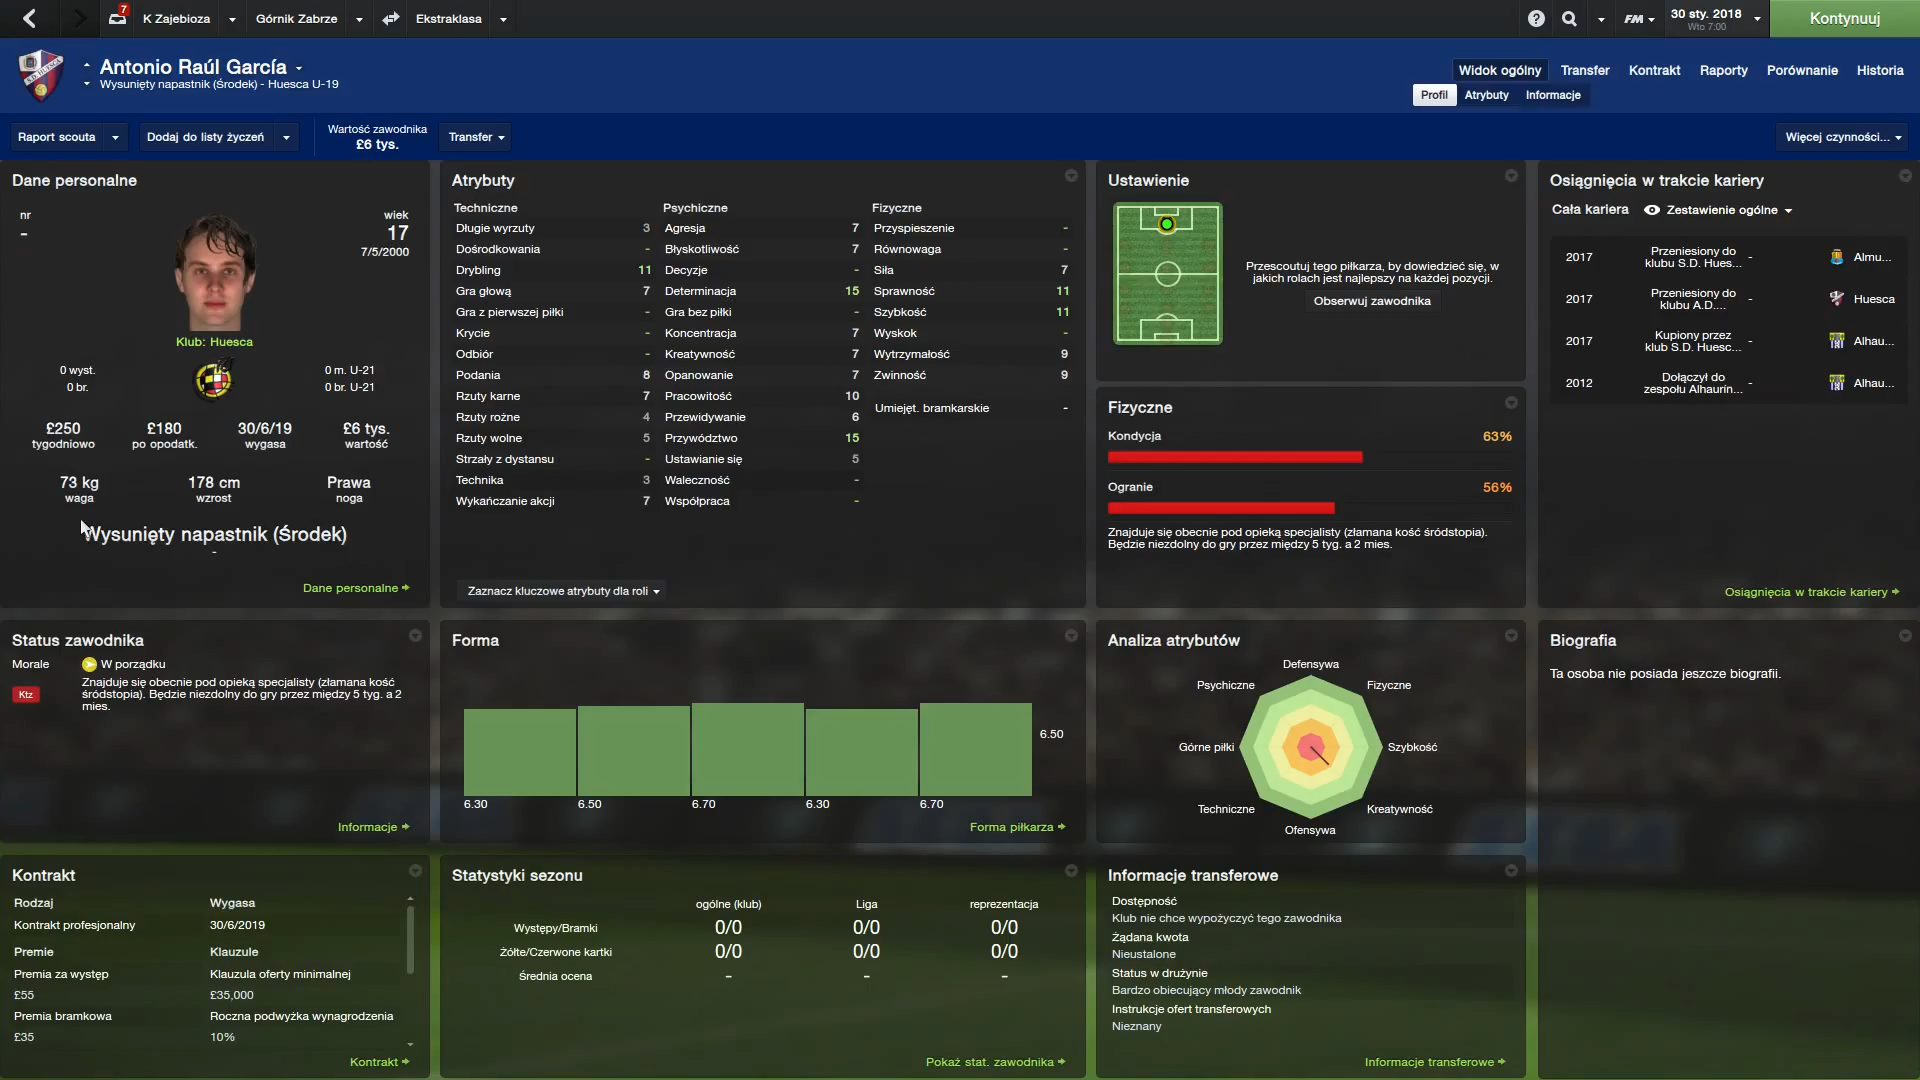 7
K Zajebioza
Górnik Zabrze
Ekstraklasa
FM
30 sty. 2018
Wto 7:00
Kontynuuj
Antonio Raúl García
Wysunięty napastnik (Środek) - Huesca U-19
Widok ogólny Transfer Kontrakt Raporty Porównanie Historia
Profil Atrybuty Informacje
Raport scouta
Dodaj do listy życzeń
Wartość zawodnika
£6 tys.
Transfer
Więcej czynności...
Dane personalne
nr
-
wiek
17
7/5/2000
Klub: Huesca
0 wyst.
0 br.
0 m. U-21
0 br. U-21
£250 £180 30/6/19 £6 tys.
tygodniowo po opodatk. wygasa wartość
73 kg 178 cm Prawa
waga wzrost noga
Wysunięty napastnik (Środek)
-
Dane personalne
Atrybuty
Techniczne Psychiczne Fizyczne
Długie wyrzuty 3 Agresja 7 Przyspieszenie -
Dośrodkowania - Błyskotliwość 7 Równowaga -
Drybling 11 Decyzje - Siła 7
Gra głową 7 Determinacja 15 Sprawność 11
Gra z pierwszej piłki - Gra bez piłki - Szybkość 11
Krycie - Koncentracja 7 Wyskok -
Odbiór - Kreatywność 7 Wytrzymałość 9
Podania 8 Opanowanie 7 Zwinność 9
Rzuty karne 7 Pracowitość 10
Umiejęt. bramkarskie -
Rzuty rożne 4 Przewidywanie 6
Rzuty wolne 5 Przywództwo 15
Strzały z dystansu - Ustawianie się 5
Technika 3 Waleczność -
Wykańczanie akcji 7 Współpraca -
Zaznacz kluczowe atrybuty dla roli
Ustawienie
Przescoutuj tego piłkarza, by dowiedzieć się, w
jakich rolach jest najlepszy na każdej pozycji.
Obserwuj zawodnika
Fizyczne
Kondycja 63%
Ogranie 56%
Znajduje się obecnie pod opieką specjalisty (złamana kość śródstopia).
Będzie niezdolny do gry przez między 5 tyg. a 2 mies.
Osiągnięcia w trakcie kariery
Cała kariera Zestawienie ogólne
2017 Przeniesiony do
klubu S.D. Hues... - Almu...
2017 Przeniesiony do
klubu A.D.... - Huesca
2017 Kupiony przez
klub S.D. Huesc... - Alhau...
2012 Dołączył do
zespołu Alhaurín... - Alhau...
Osiągnięcia w trakcie kariery
Status zawodnika
Morale W porządku
Ktz
Znajduje się obecnie pod opieką specjalisty (złamana kość
śródstopia). Będzie niezdolny do gry przez między 5 tyg. a 2
mies.
Informacje
Forma
6.50
6.30 6.50 6.70 6.30 6.70
Forma piłkarza
Analiza atrybutów
Defensywa
Psychiczne Fizyczne
Górne piłki Szybkość
Techniczne Kreatywność
Ofensywa
Biografia
Ta osoba nie posiada jeszcze biografii.
Kontrakt
Rodzaj Wygasa
Kontrakt profesjonalny 30/6/2019
Premie Klauzule
Premia za występ Klauzula oferty minimalnej
£55 £35,000
Premia bramkowa Roczna podwyżka wynagrodzenia
£35 10%
Kontrakt
Statystyki sezonu
ogólne (klub) Liga reprezentacja
Występy/Bramki 0/0 0/0 0/0
Żółte/Czerwone kartki 0/0 0/0 0/0
Średnia ocena - - -
Pokaż stat. zawodnika
Informacje transferowe
Dostępność
Klub nie chce wypożyczyć tego zawodnika
Żądana kwota
Nieustalone
Status w drużynie
Bardzo obiecujący młody zawodnik
Instrukcje ofert transferowych
Nieznany
Informacje transferowe